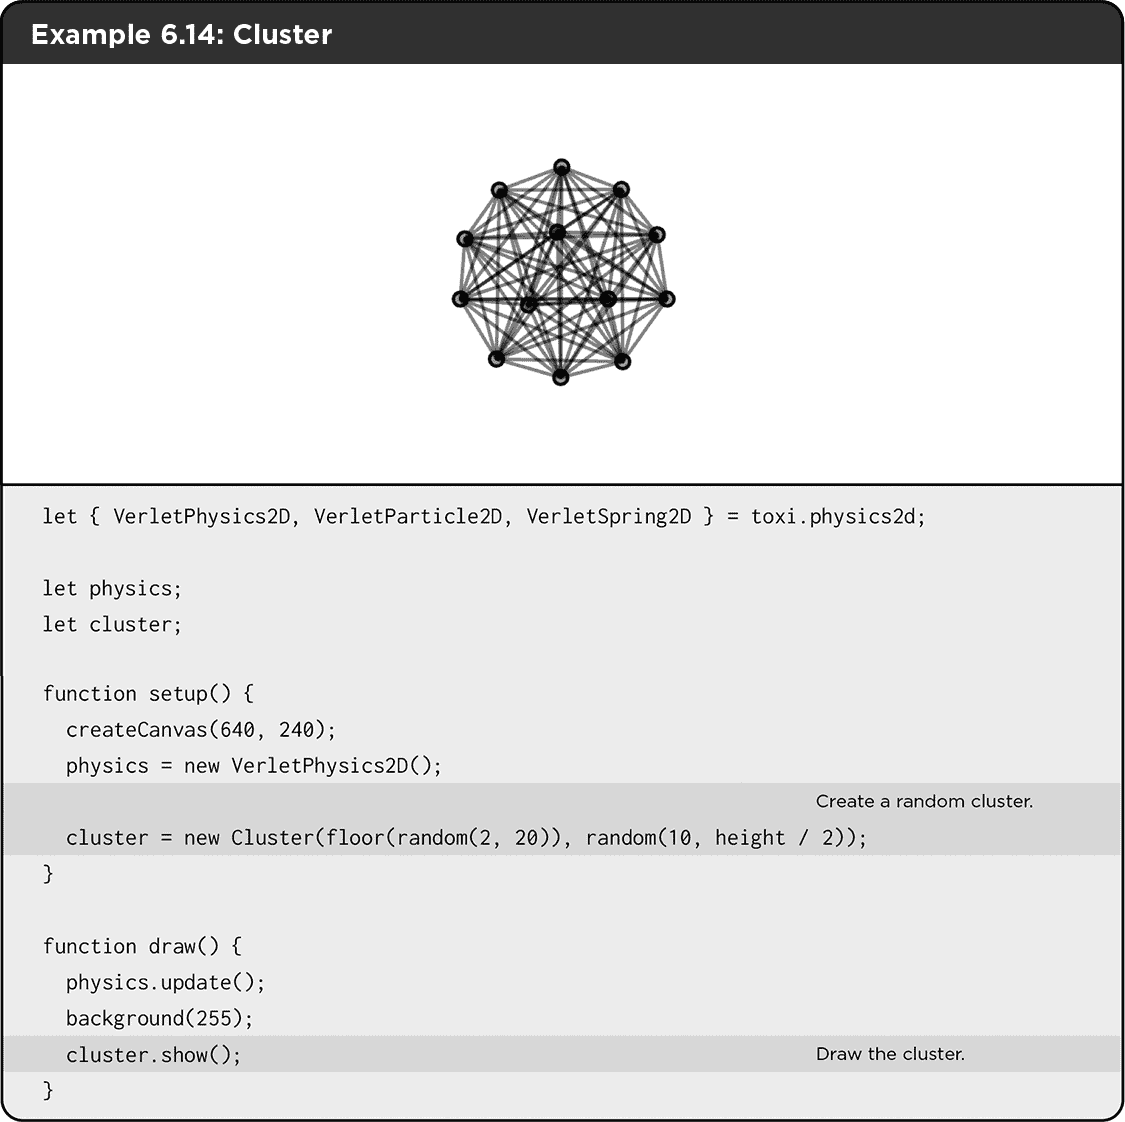 Example 6.14: Cluster
let { VerletPhysics2D, VerletParticle2D, VerletSpring2D } = toxi.physics2d;
let physics;
let cluster;
function setup() {
  createCanvas(640, 240);
  physics = new VerletPhysics2D();
Create a random cluster.
  cluster = new Cluster(floor(random(2, 20)), random(10, height / 2));
}
function draw() {
  physics.update();
  background(255);
  cluster.show(); Draw the cluster.
}